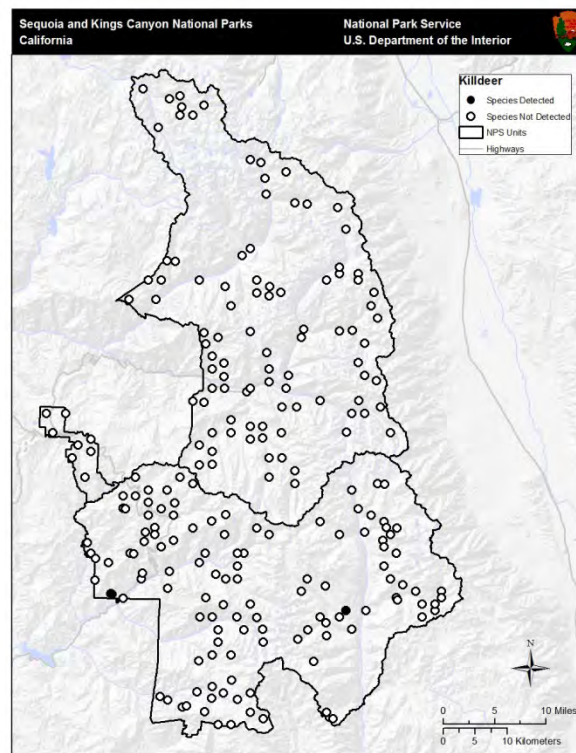 Sequoia and Kings Canyon National Parks
California
National Park Service
U.S. Department of the Interior
Killdeer
Species Detected
Species Not Detected
NPS Units
Highways
N
0 5 10 Miles
0 5 10 Kilometers